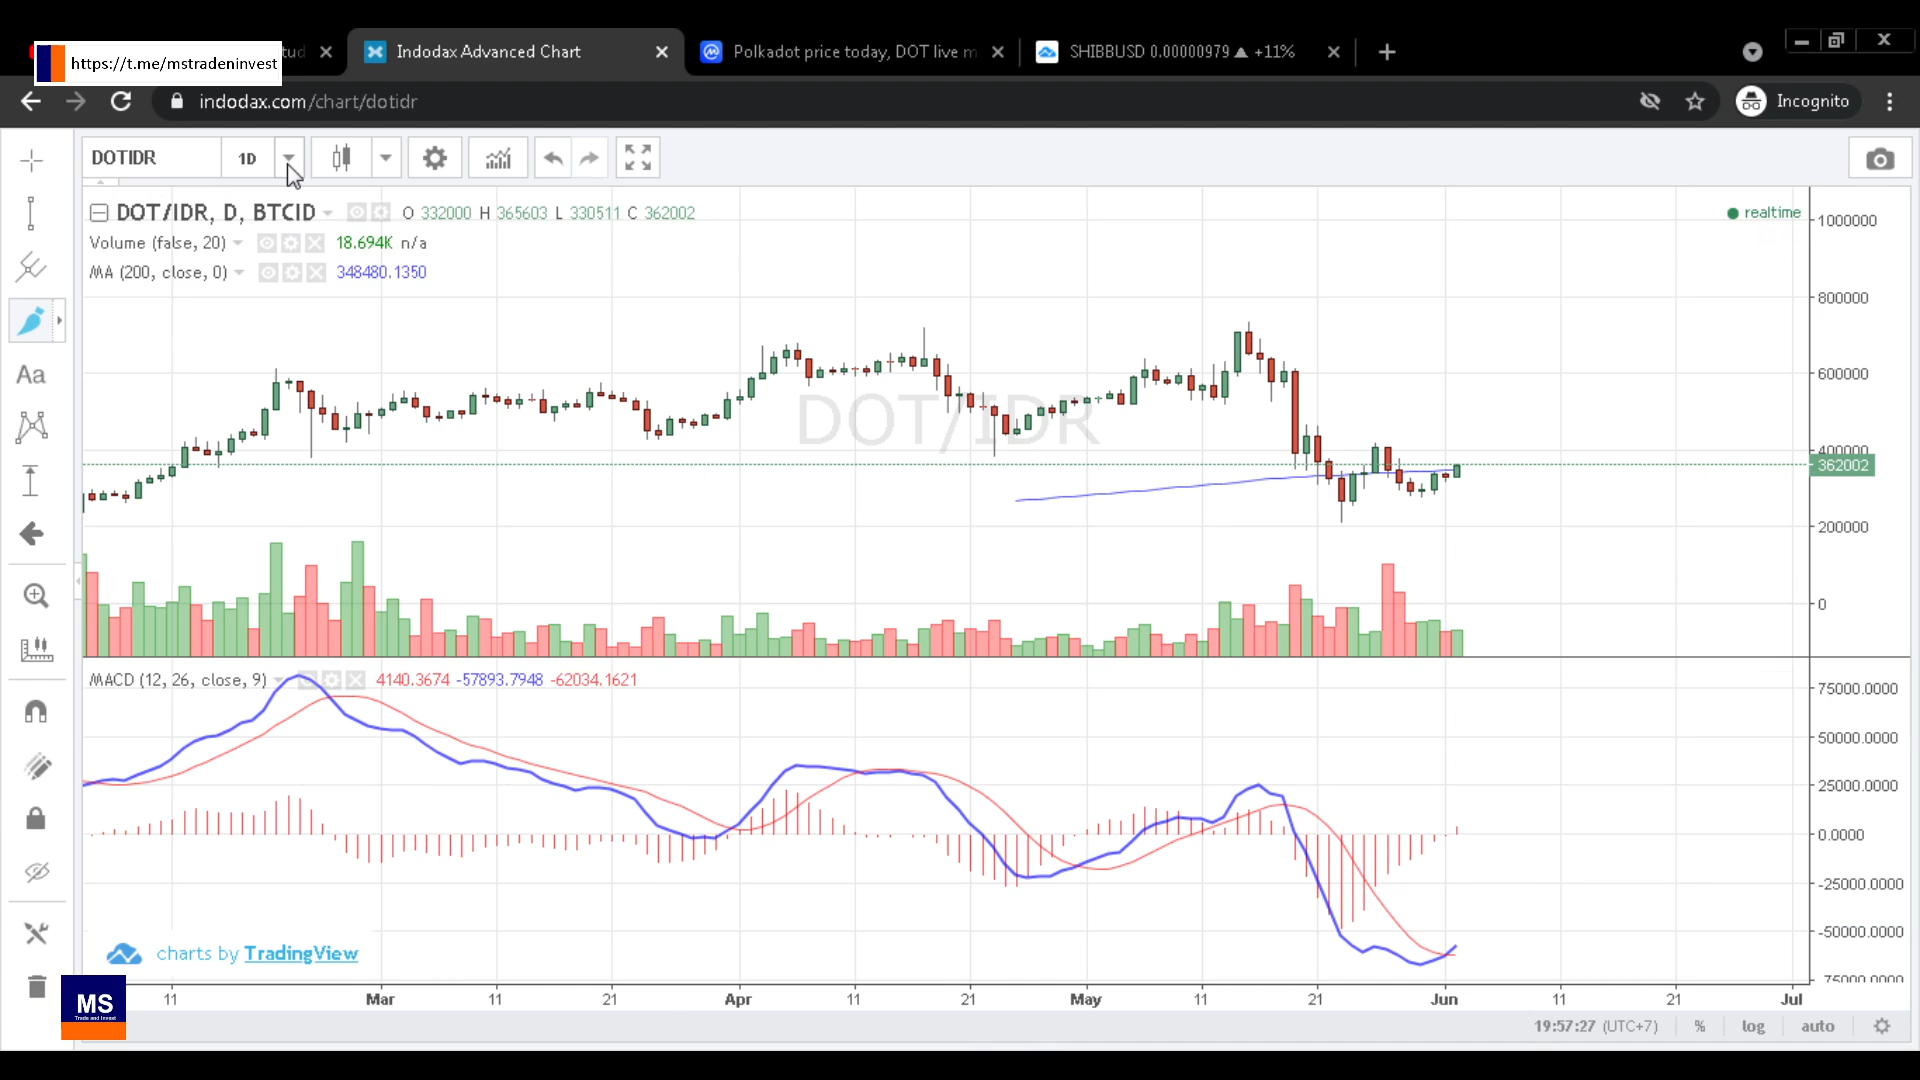 https://t.me/mstradeninvest
tud
Indodax Advanced Chart
Polkadot price today, DOT live m
SHIBBUSD 0.00000979 ▲ +11%
indodax.com/chart/dotidr
Incognito
DOTIDR
1D
DOT/IDR, D, BTCID
O 332000 H 365603 L 330511 C 362002
realtime
Volume (false, 20)
18.694K n/a
MA (200, close, 0)
348480.1350
Aa
DOT/IDR
1000000
800000
600000
400000
362002
200000
0
MACD (12, 26, close, 9)
4140.3674 -57893.7948 -62034.1621
75000.0000
50000.0000
25000.0000
0.0000
-25000.0000
-50000.0000
charts by TradingView
11
Mar
11
21
Apr
11
21
May
11
21
Jun
11
21
Jul
MS
Trade and Invest
19:57:27 (UTC+7)
%
log
auto